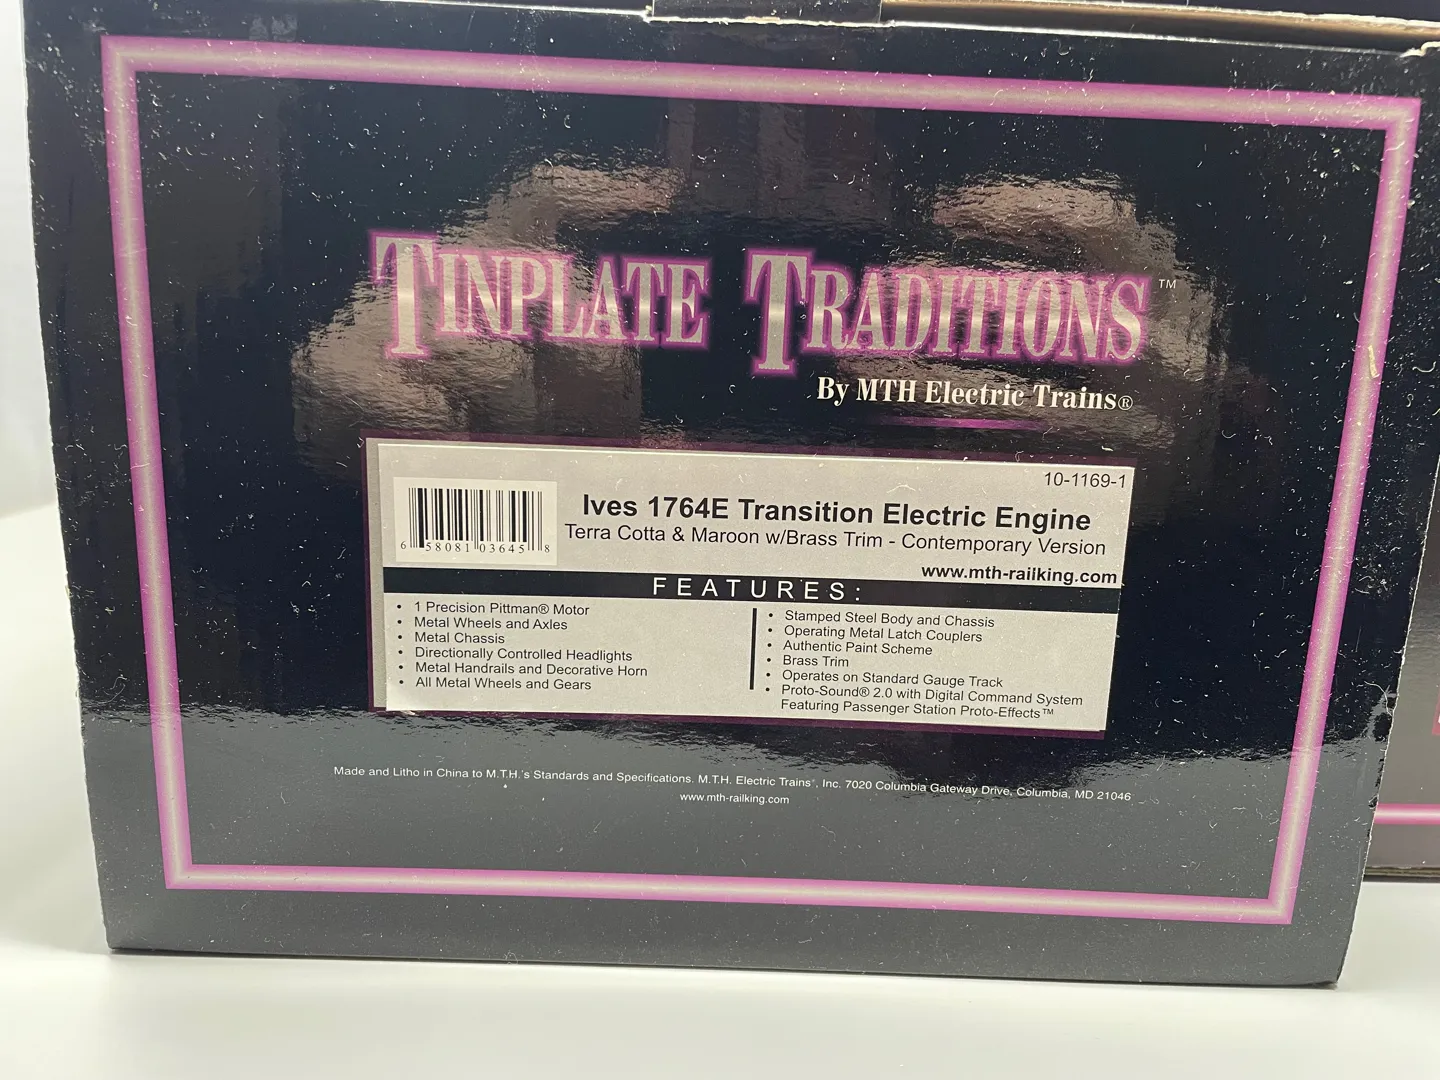 TINPLATE TRADITIONS™
By MTH Electric Trains®
10-1169-1
Ives 1764E Transition Electric Engine
Terra Cotta & Maroon w/Brass Trim - Contemporary Version
www.mth-railking.com
6 58081 03645 8
FEATURES:
• 1 Precision Pittman® Motor
• Metal Wheels and Axles
• Metal Chassis
• Directionally Controlled Headlights
• Metal Handrails and Decorative Horn
• All Metal Wheels and Gears
• Stamped Steel Body and Chassis
• Operating Metal Latch Couplers
• Authentic Paint Scheme
• Brass Trim
• Operates on Standard Gauge Track
• Proto-Sound® 2.0 with Digital Command System
Featuring Passenger Station Proto-Effects™
Made and Litho in China to M.T.H.'s Standards and Specifications. M.T.H. Electric Trains®, Inc. 7020 Columbia Gateway Drive, Columbia, MD 21046
www.mth-railking.com